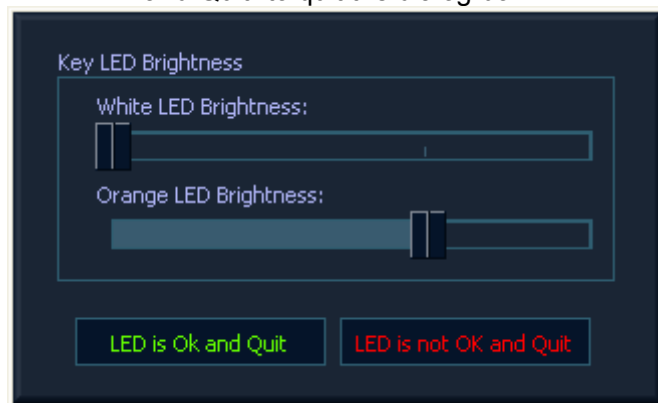 Key LED Brightness
White LED Brightness:
Orange LED Brightness:
LED is Ok and Quit
LED is not OK and Quit